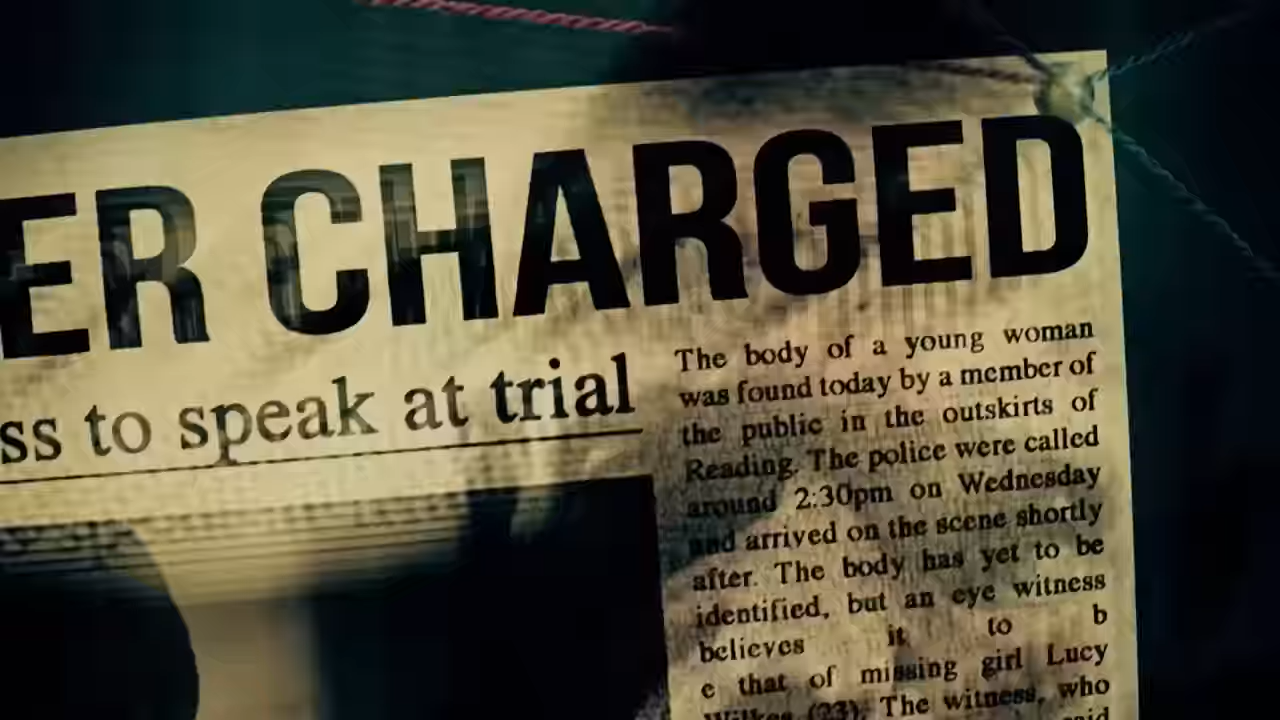 ER CHARGED
ss to speak at trial
The body of a young woman
was found today by a member of
the public in the outskirts of
Reading. The police were called
around 2:30pm on Wednesday
and arrived on the scene shortly
after. The body has yet to be
identified, but an eye witness
believes it to b
e that of missing girl Lucy
Wilkes (23). The witness, who
said